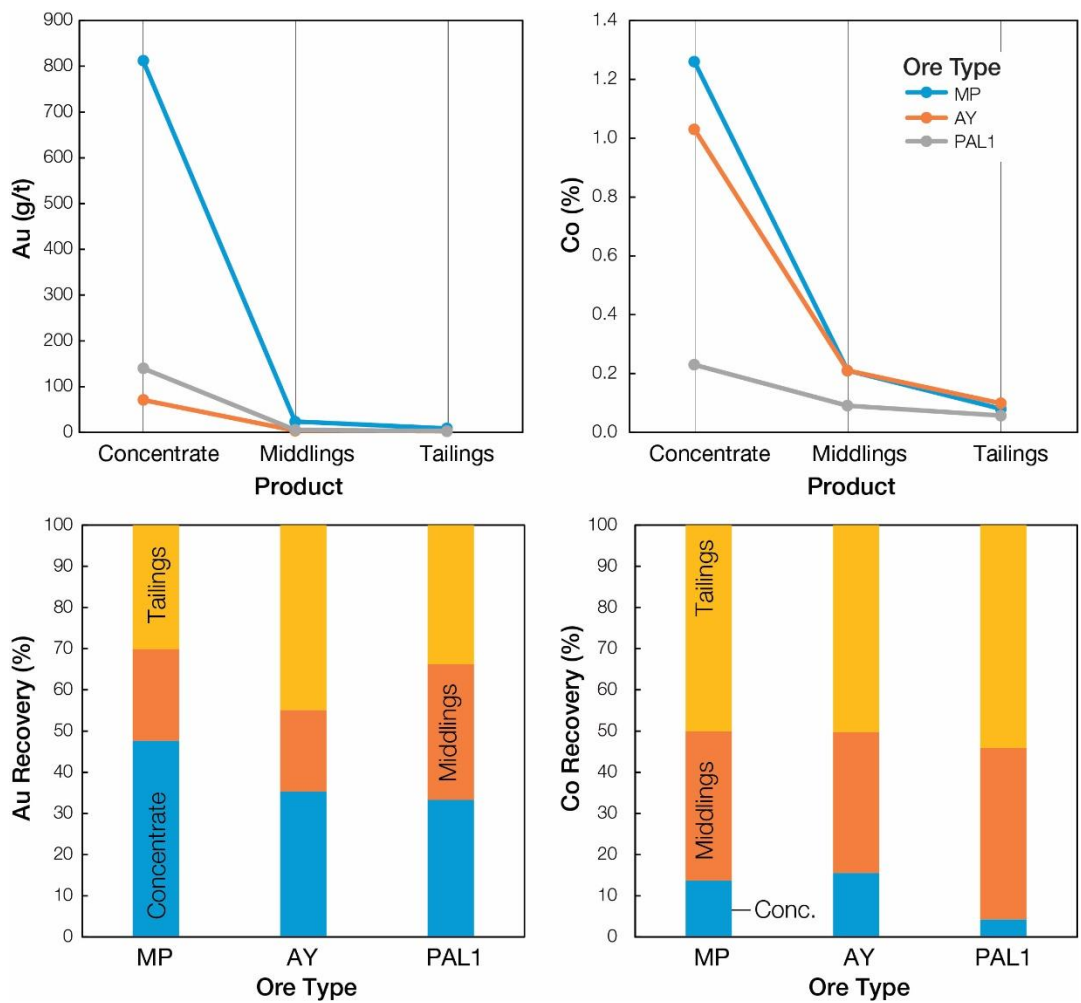 Au (g/t)
900
800
700
600
500
400
300
200
100
0
Concentrate
Middlings
Tailings
Product
Co (%)
1.4
1.2
1.0
0.8
0.6
0.4
0.2
0.0
Ore Type
MP
AY
PAL1
Concentrate
Middlings
Tailings
Product
Au Recovery (%)
100
90
80
70
60
50
40
30
20
10
0
Tailings
Concentrate
Middlings
MP
AY
PAL1
Ore Type
Co Recovery (%)
100
90
80
70
60
50
40
30
20
10
0
Tailings
Middlings
Conc.
MP
AY
PAL1
Ore Type